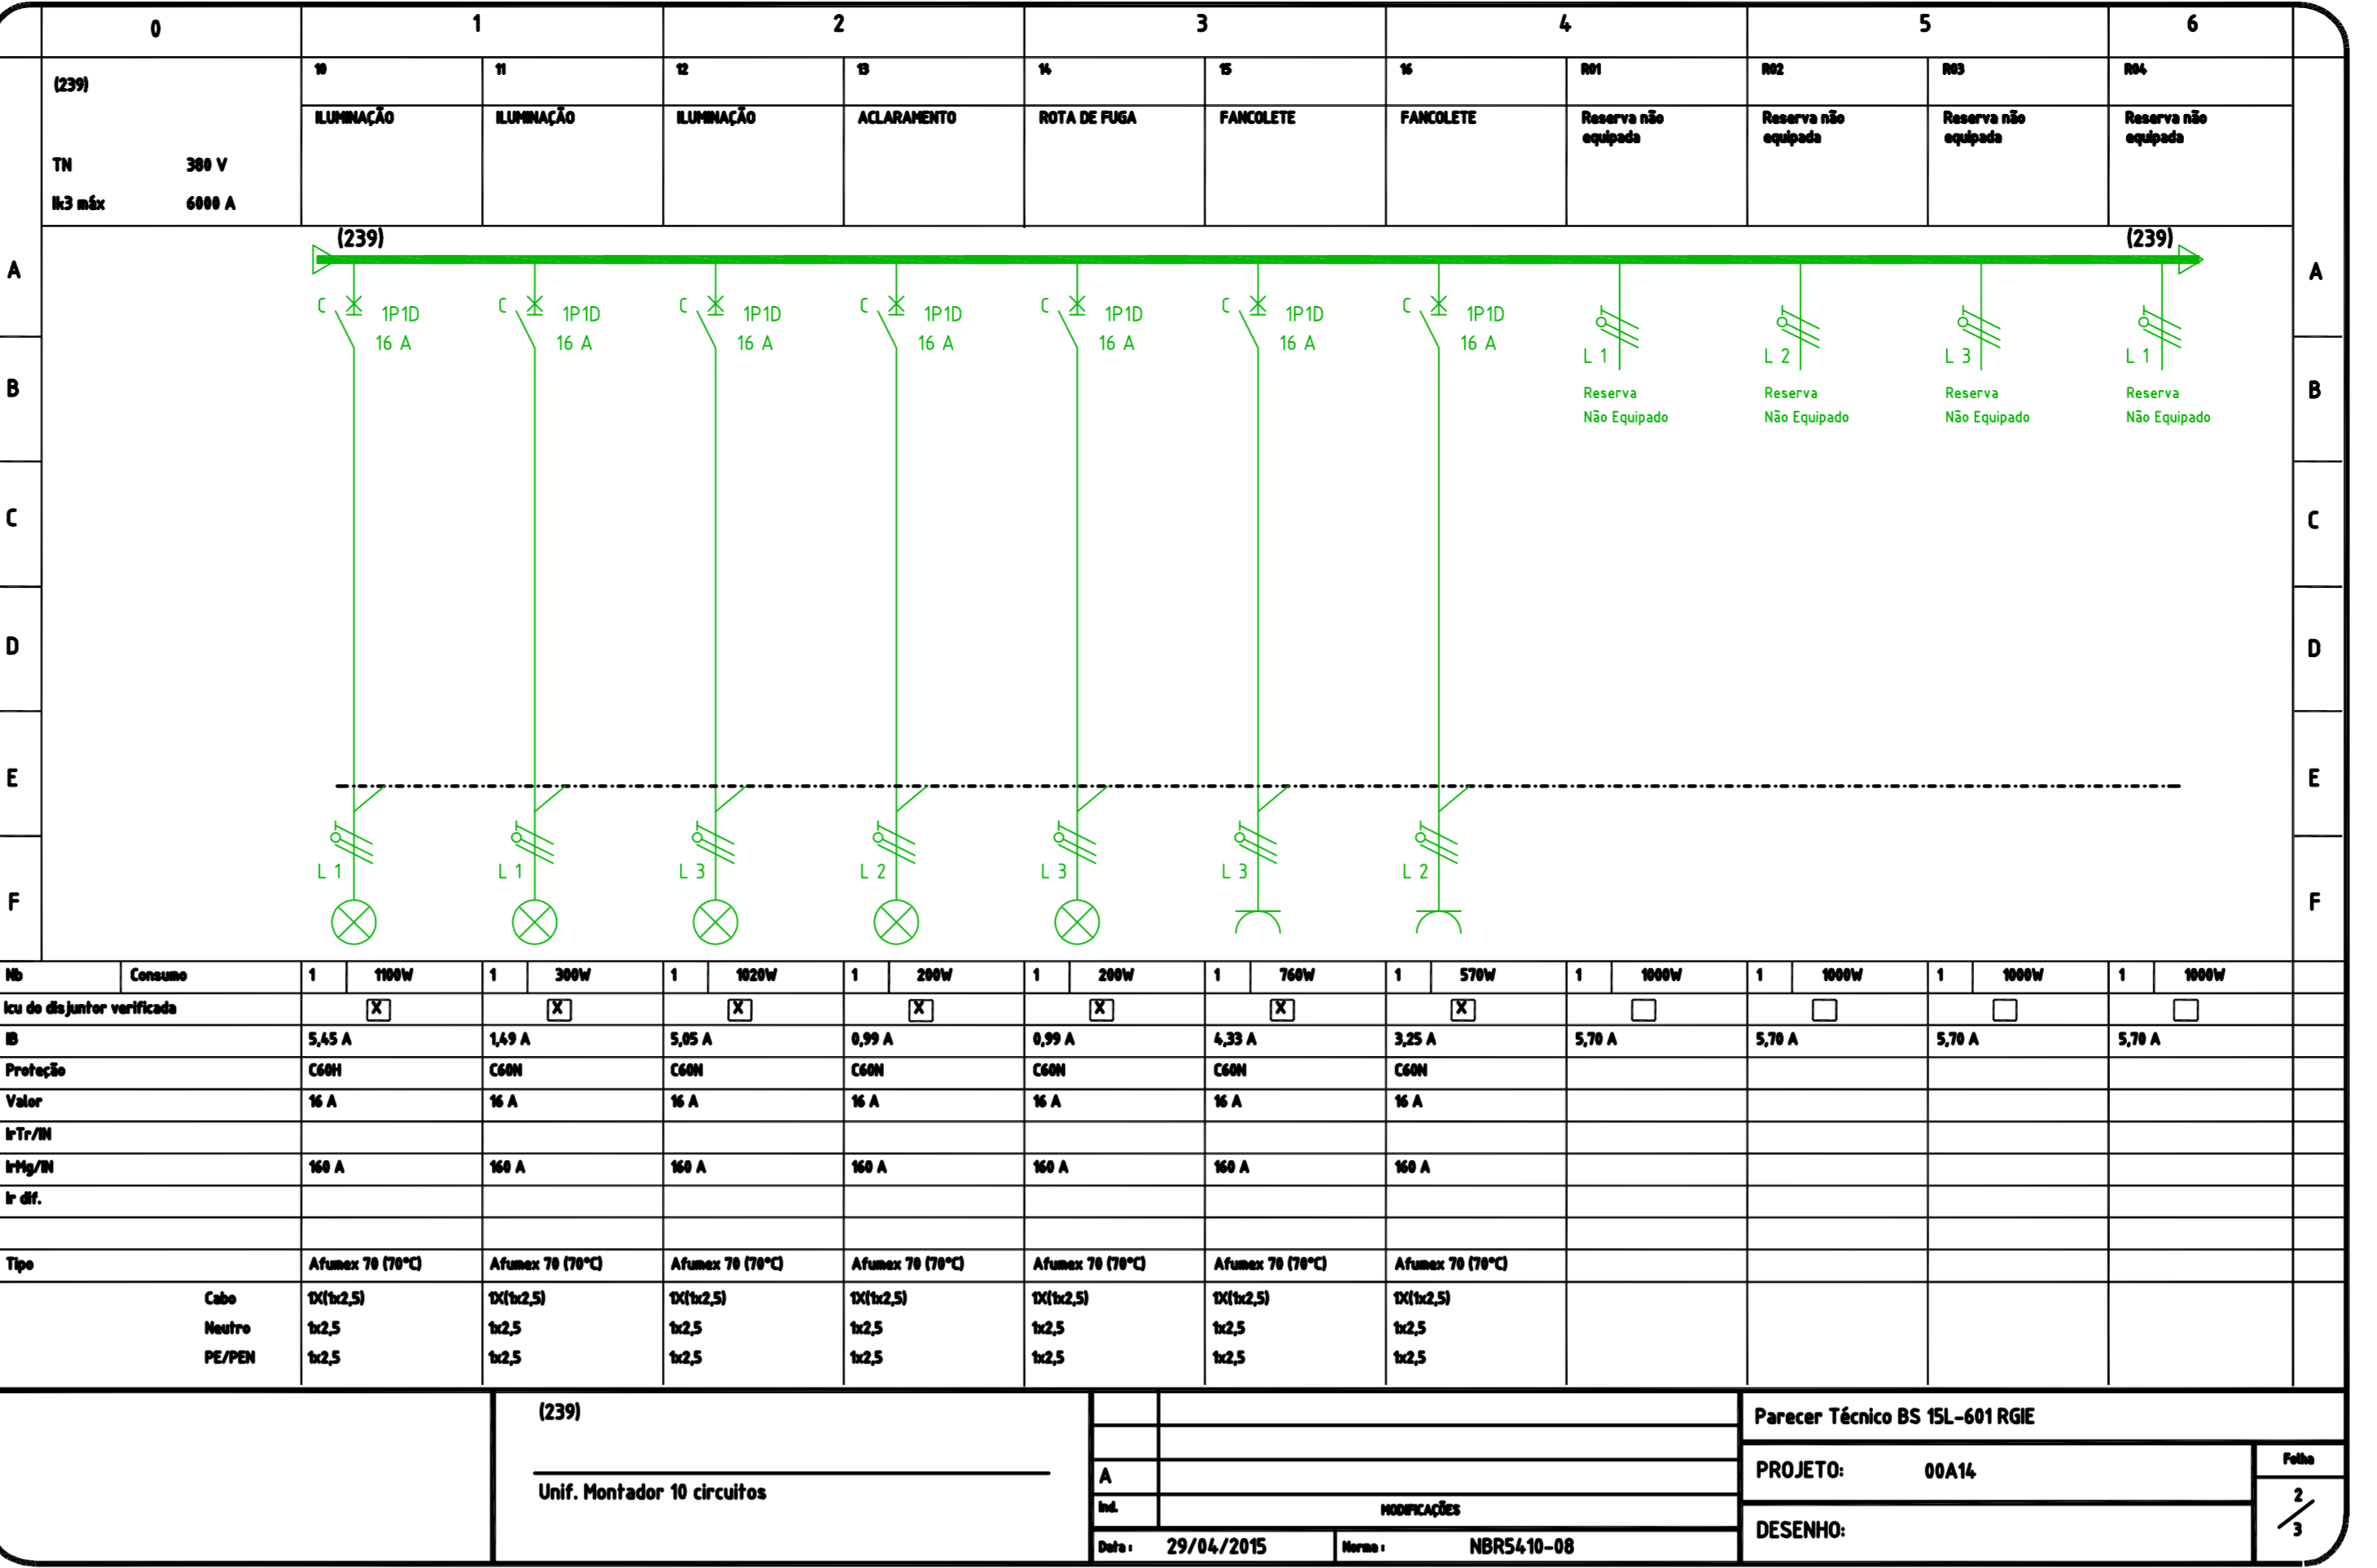 0 1 2 3 4 5 6
(239) 10 11 12 13 14 15 16 R01 R02 R03 R04
ILUMINAÇÃO ILUMINAÇÃO ILUMINAÇÃO ACLARAMENTO ROTA DE FUGA FANCOLETE FANCOLETE Reserva não Reserva não Reserva não Reserva não
equipada equipada equipada equipada
TN 380 V
Ik3 máx 6000 A
(239) (239)
A A
C 1P1D C 1P1D C 1P1D C 1P1D C 1P1D C 1P1D C 1P1D
16 A 16 A 16 A 16 A 16 A 16 A 16 A
L 1 L 2 L 3 L 1
B Reserva Reserva Reserva Reserva B
Não Equipado Não Equipado Não Equipado Não Equipado
C C
D D
E E
L 1 L 1 L 3 L 2 L 3 L 3 L 2
F F
Nb Consumo 1 1100W 1 300W 1 1020W 1 200W 1 200W 1 760W 1 570W 1 1000W 1 1000W 1 1000W 1 1000W
Icu do disjuntor verificada X X X X X X X
IB 5,45 A 1,49 A 5,05 A 0,99 A 0,99 A 4,33 A 3,25 A 5,70 A 5,70 A 5,70 A 5,70 A
Proteção C60H C60N C60N C60N C60N C60N C60N
Valor 16 A 16 A 16 A 16 A 16 A 16 A 16 A
IrTr/IN
IrMg/IN 160 A 160 A 160 A 160 A 160 A 160 A 160 A
Ir dif.
Tipo Afumex 70 (70°C) Afumex 70 (70°C) Afumex 70 (70°C) Afumex 70 (70°C) Afumex 70 (70°C) Afumex 70 (70°C) Afumex 70 (70°C)
Cabo 1X(1x2,5) 1X(1x2,5) 1X(1x2,5) 1X(1x2,5) 1X(1x2,5) 1X(1x2,5) 1X(1x2,5)
Neutro 1x2,5 1x2,5 1x2,5 1x2,5 1x2,5 1x2,5 1x2,5
PE/PEN 1x2,5 1x2,5 1x2,5 1x2,5 1x2,5 1x2,5 1x2,5
(239)
Unif. Montador 10 circuitos
A
Ind. MODIFICAÇÕES
Data : 29/04/2015 Norma : NBR5410-08
Parecer Técnico BS 15L-601 RGIE
PROJETO: 00A14
DESENHO:
Folha
2
/
3